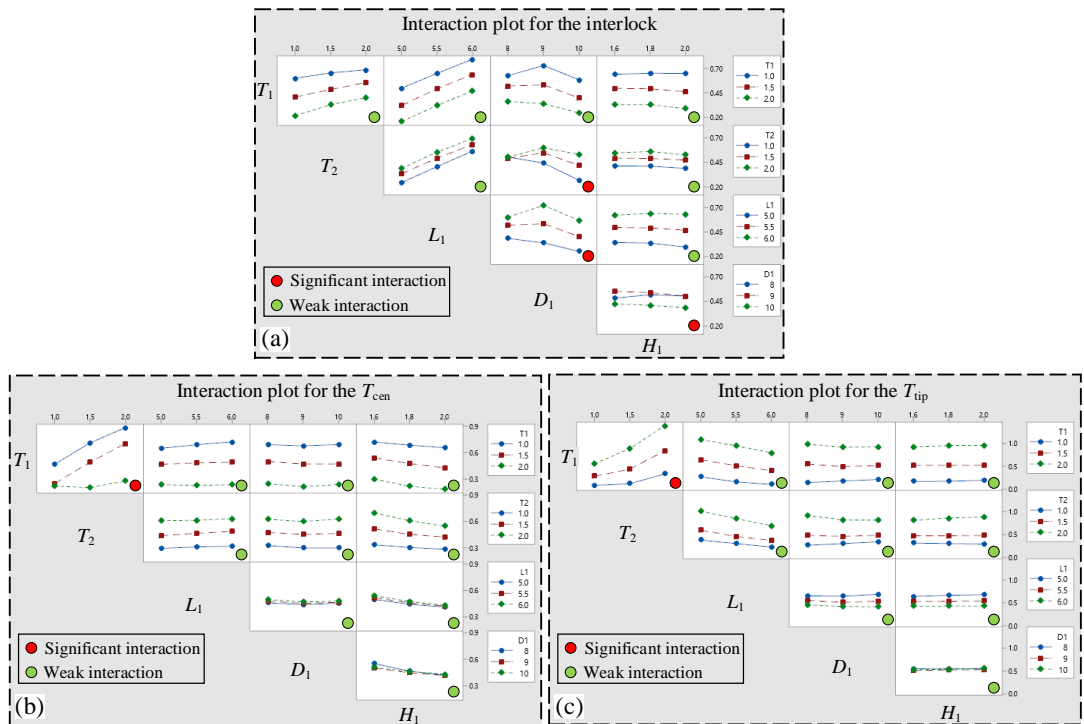 Interaction plot for the interlock
1,0 1,5 2,0 5,0 5,5 6,0 8 9 10 1,6 1,8 2,0
T1
0.70
0.45
0.20
T1
1.0
1.5
2.0
T2
0.70
0.45
0.20
T2
1.0
1.5
2.0
L1
0.70
0.45
0.20
L1
5.0
5.5
6.0
Significant interaction
Weak interaction
D1
0.70
0.45
0.20
D1
8
9
10
(a)
H1
Interaction plot for the Tcen
1,0 1,5 2,0 5,0 5,5 6,0 8 9 10 1,6 1,8 2,0
T1
0.9
0.6
0.3
T1
1.0
1.5
2.0
T2
0.9
0.6
0.3
T2
1.0
1.5
2.0
L1
0.9
0.6
0.3
L1
5.0
5.5
6.0
Significant interaction
Weak interaction
D1
0.9
0.6
0.3
D1
8
9
10
(b)
H1
Interaction plot for the Ttip
1,0 1,5 2,0 5,0 5,5 6,0 8 9 10 1,6 1,8 2,0
T1
1.0
0.5
0.0
T1
1.0
1.5
2.0
T2
1.0
0.5
0.0
T2
1.0
1.5
2.0
L1
1.0
0.5
0.0
L1
5.0
5.5
6.0
Significant interaction
Weak interaction
D1
1.0
0.5
0.0
D1
8
9
10
(c)
H1